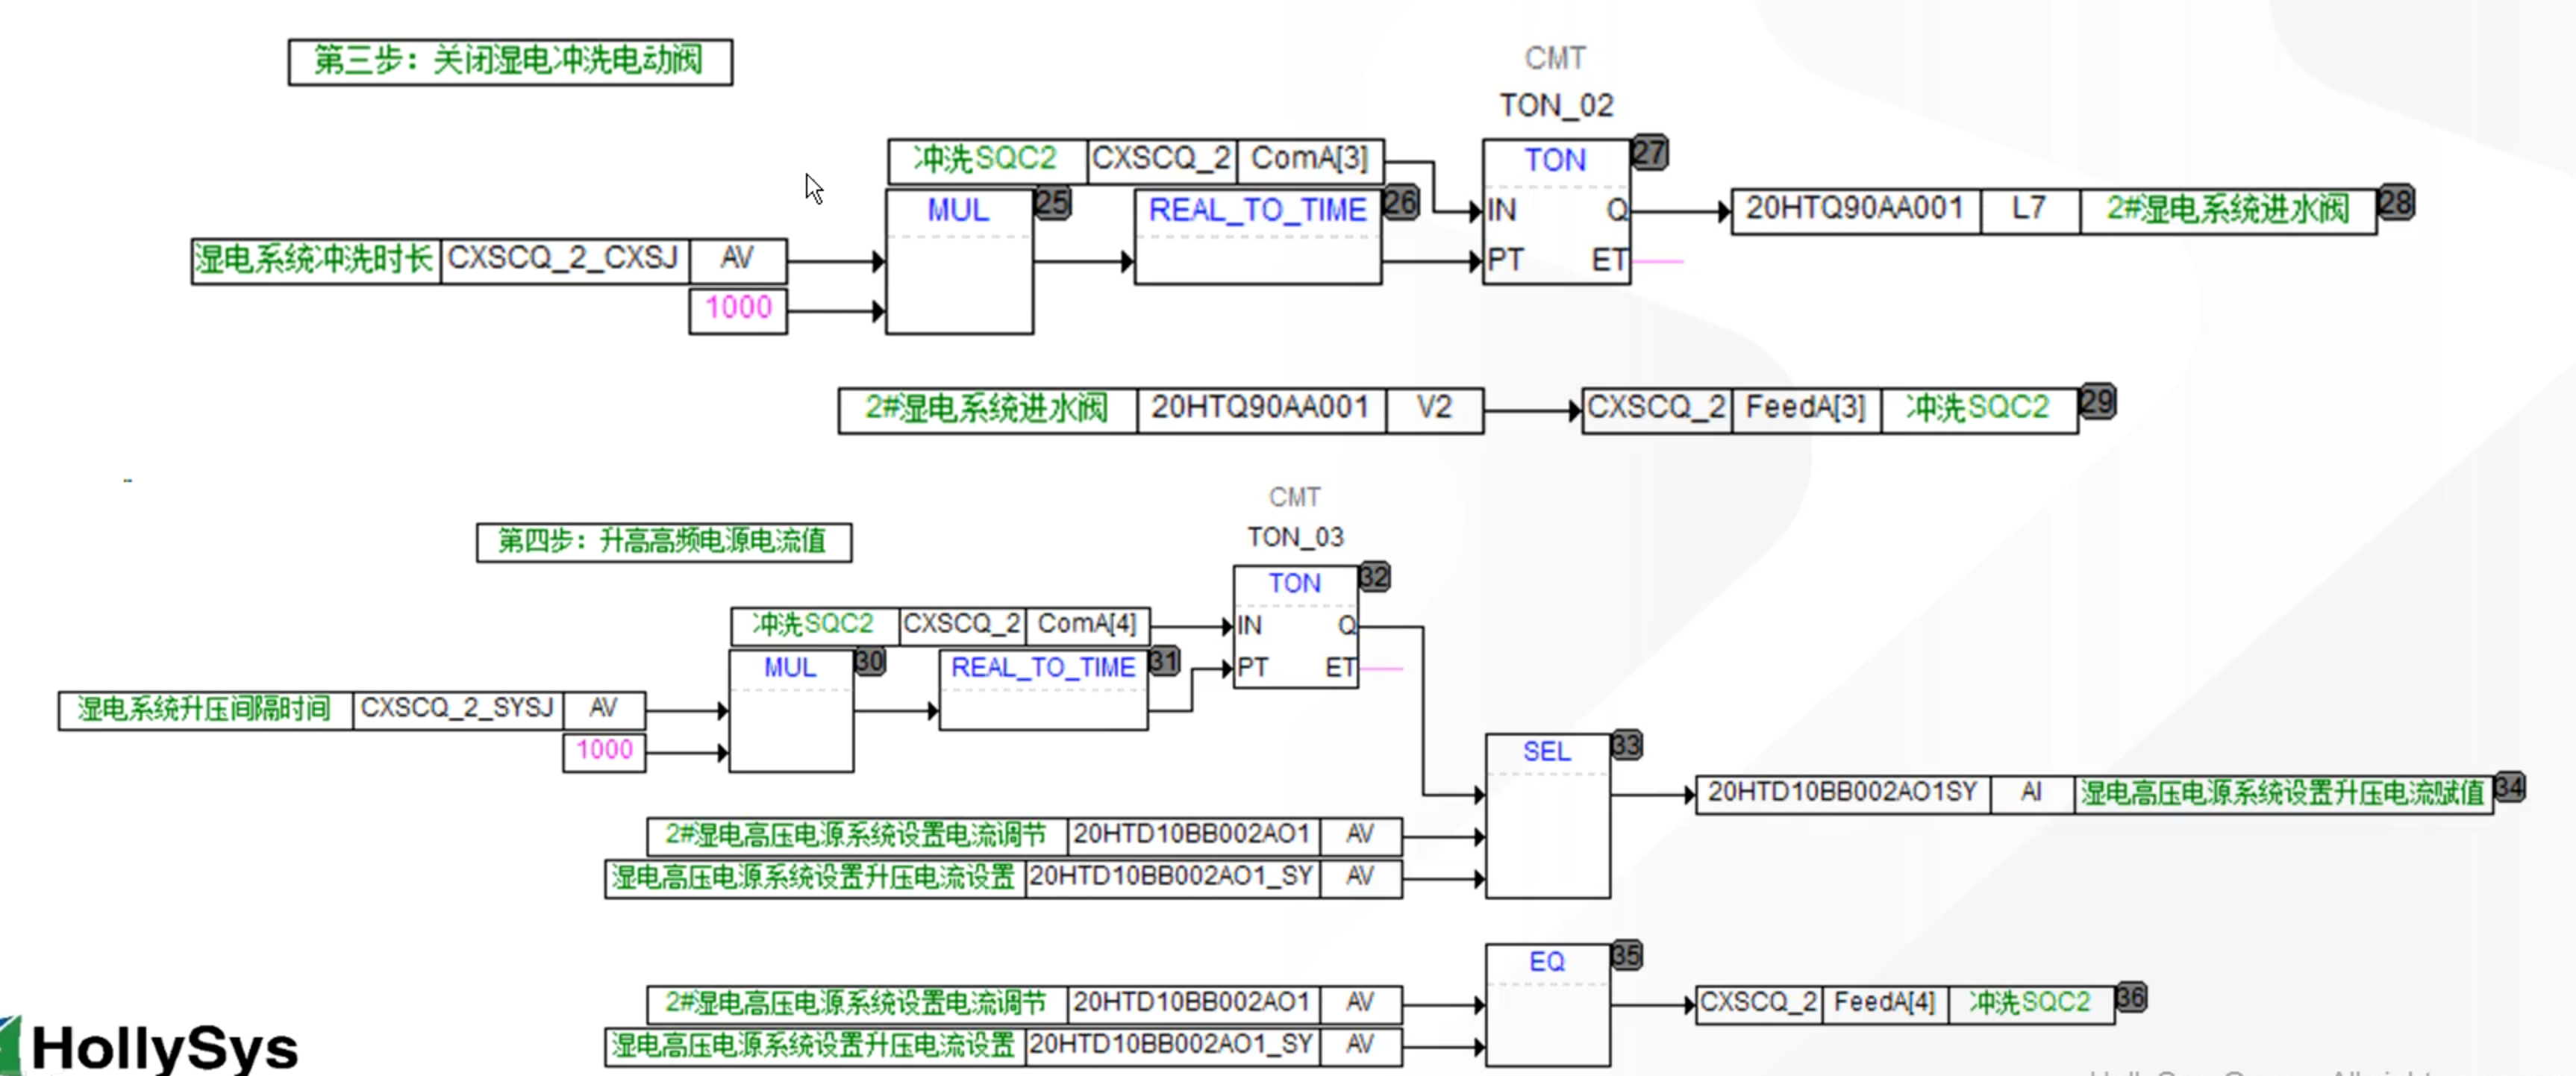 第三步：关闭湿电冲洗电动阀
CMT
TON_02
冲洗SQC2 CXSCQ_2 ComA[3]
TON 27
MUL 25 REAL_TO_TIME 26 IN Q 20HTQ90AA001 L7 2#湿电系统进水阀 28
湿电系统冲洗时长 CXSCQ_2_CXSJ AV PT ET
1000
2#湿电系统进水阀 20HTQ90AA001 V2 CXSCQ_2 FeedA[3] 冲洗SQC2 29
CMT
第四步：升高高频电源电流值 TON_03
TON 32
冲洗SQC2 CXSCQ_2 ComA[4] IN Q
MUL 30 REAL_TO_TIME 31 PT ET
湿电系统升压间隔时间 CXSCQ_2_SYSJ AV
1000
SEL 33
20HTD10BB002AO1SY AI 湿电高压电源系统设置升压电流赋值 34
2#湿电高压电源系统设置电流调节 20HTD10BB002AO1 AV
湿电高压电源系统设置升压电流设置 20HTD10BB002AO1_SY AV
EQ 35
2#湿电高压电源系统设置电流调节 20HTD10BB002AO1 AV CXSCQ_2 FeedA[4] 冲洗SQC2 36
湿电高压电源系统设置升压电流设置 20HTD10BB002AO1_SY AV
HollySys